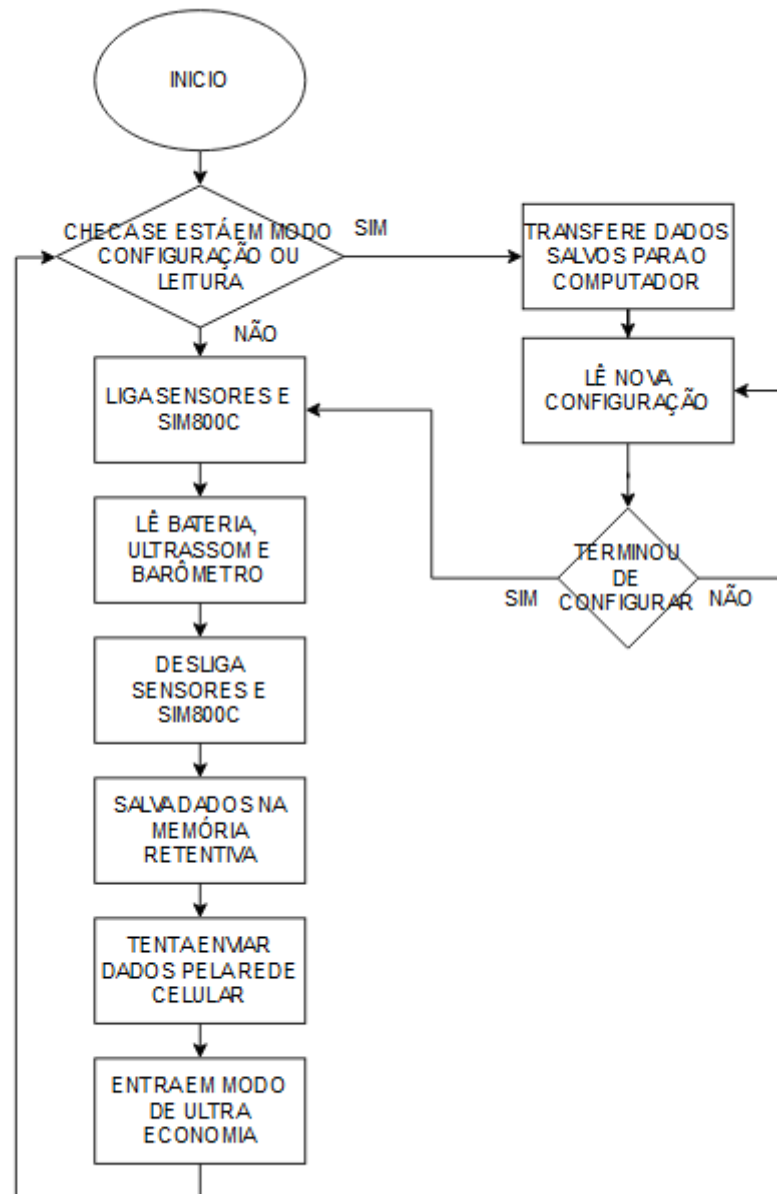 INICIO
CHECA SE ESTÁ EM MODO
CONFIGURAÇÃO OU
LEITURA
SIM
TRANSFERE DADOS
SALVOS PARA O
COMPUTADOR
NÃO
LIGA SENSORES E
SIM800C
LÊ NOVA
CONFIGURAÇÃO
LÊ BATERIA,
ULTRASSOM E
BARÔMETRO
TERMINOU
DE
CONFIGURAR
SIM
NÃO
DESLIGA
SENSORES E
SIM800C
SALVA DADOS NA
MEMÓRIA
RETENTIVA
TENTA ENVIAR
DADOS PELA REDE
CELULAR
ENTRA EM MODO
DE ULTRA
ECONOMIA